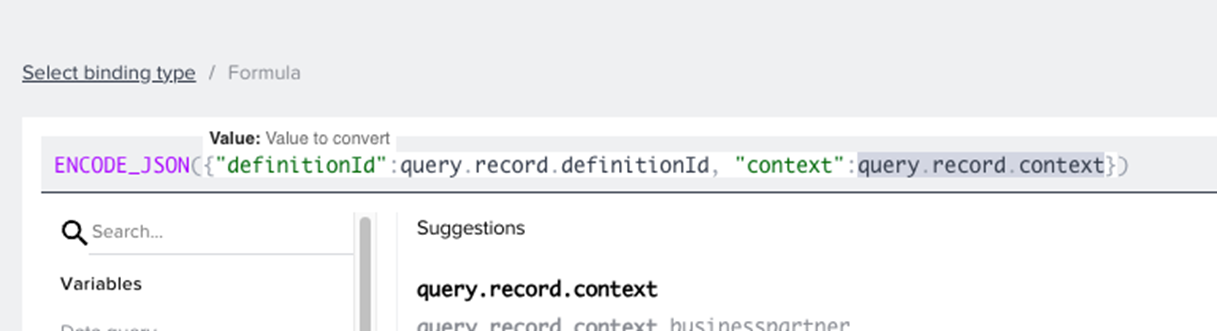 Select binding type / Formula
Value: Value to convert
ENCODE_JSON({"definitionId":query.record.definitionId, "context":query.record.context})
Search...
Suggestions
Variables
query.record.context
Data query
query.record.context.businesspartner